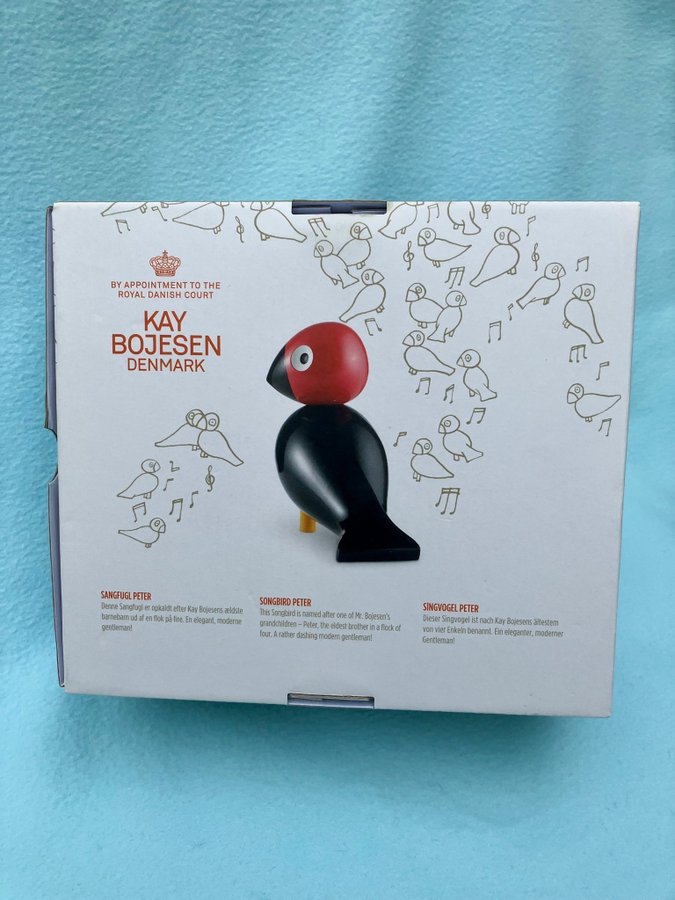 BY APPOINTMENT TO THE
ROYAL DANISH COURT
KAY
BOJESEN
DENMARK
SANGFUGL PETER
Denne Sangfugl er opkaldt efter Kay Bojesens ældste
barnebarn ud af en flok på fire. En elegant, moderne
gentleman!
SONGBIRD PETER
This Songbird is named after one of Mr. Bojesen's
grandchildren – Peter, the eldest brother in a flock of
four. A rather dashing modern gentleman!
SINGVOGEL PETER
Dieser Singvogel ist nach Kay Bojesens ältestem
von vier Enkeln benannt. Ein eleganter, moderner
Gentleman!